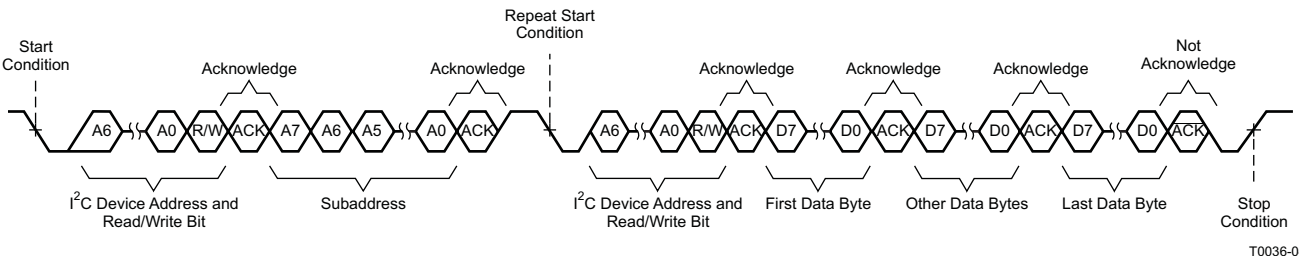 Repeat Start
Condition
Start
Condition
Not
Acknowledge
Acknowledge
Acknowledge
Acknowledge
Acknowledge
Acknowledge
A6 A0 R/W ACK A7 A6 A5 A0 ACK A6 A0 R/W ACK D7 D0 ACK D7 D0 ACK D7 D0 ACK
I²C Device Address and
Read/Write Bit
Subaddress
I²C Device Address and
Read/Write Bit
First Data Byte
Other Data Bytes
Last Data Byte
Stop
Condition
T0036-0